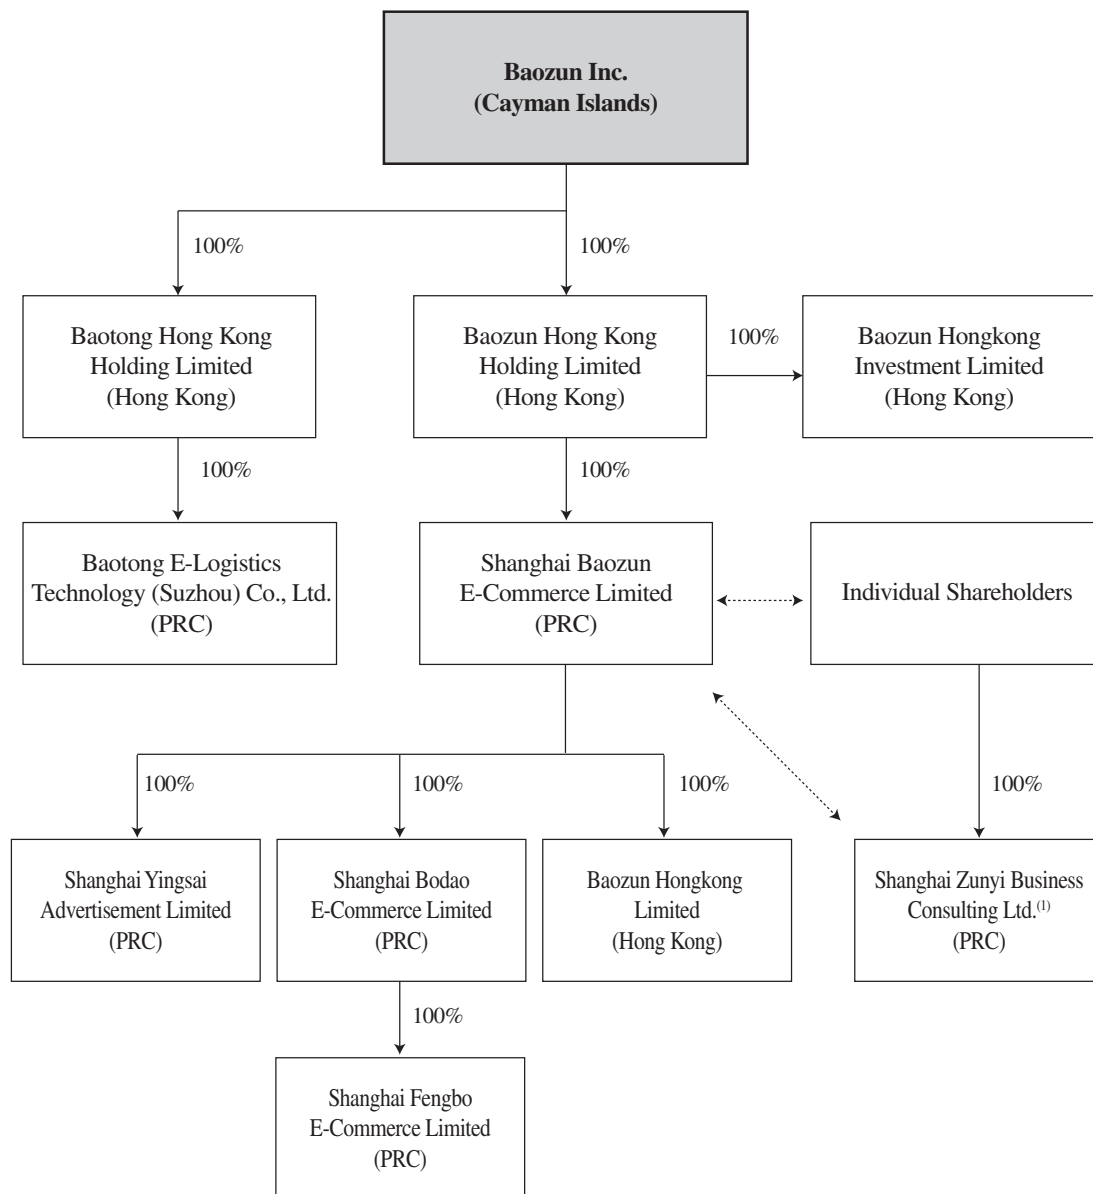 Baozun Inc.
(Cayman Islands)
100%
100%
Baotong Hong Kong
Holding Limited
(Hong Kong)
Baozun Hong Kong
Holding Limited
(Hong Kong)
100%
Baozun Hongkong
Investment Limited
(Hong Kong)
100%
100%
Baotong E-Logistics
Technology (Suzhou) Co., Ltd.
(PRC)
Shanghai Baozun
E-Commerce Limited
(PRC)
Individual Shareholders
100%
100%
100%
100%
Shanghai Yingsai
Advertisement Limited
(PRC)
Shanghai Bodao
E-Commerce Limited
(PRC)
Baozun Hongkong
Limited
(Hong Kong)
Shanghai Zunyi Business
Consulting Ltd.(1)
(PRC)
100%
Shanghai Fengbo
E-Commerce Limited
(PRC)